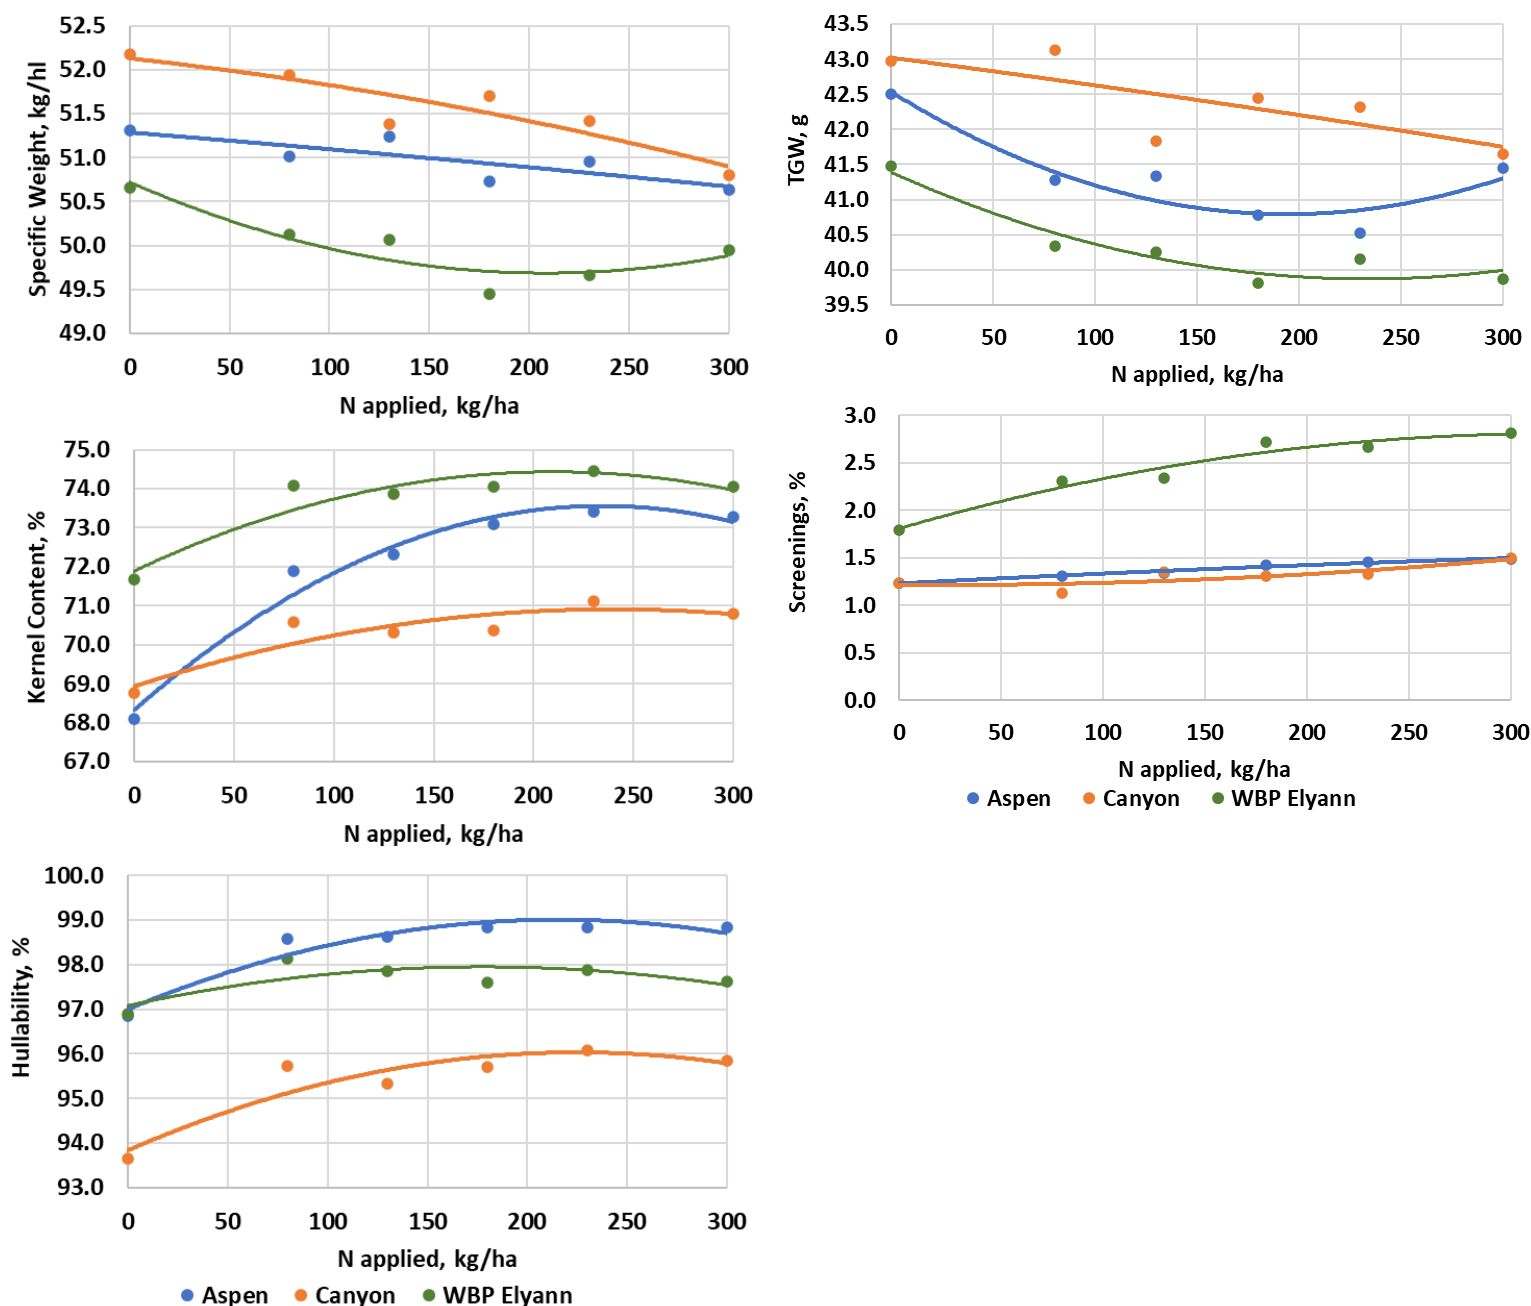 Specific Weight, kg/hl
52.5
52.0
51.5
51.0
50.5
50.0
49.5
49.0
0 50 100 150 200 250 300
N applied, kg/ha
TGW, g
43.5
43.0
42.5
42.0
41.5
41.0
40.5
40.0
39.5
0 50 100 150 200 250 300
N applied, kg/ha
Kernel Content, %
75.0
74.0
73.0
72.0
71.0
70.0
69.0
68.0
67.0
0 50 100 150 200 250 300
N applied, kg/ha
Screenings, %
3.0
2.5
2.0
1.5
1.0
0.5
0.0
0 50 100 150 200 250 300
N applied, kg/ha
Aspen Canyon WBP Elyann
Hullability, %
100.0
99.0
98.0
97.0
96.0
95.0
94.0
93.0
0 50 100 150 200 250 300
N applied, kg/ha
Aspen Canyon WBP Elyann